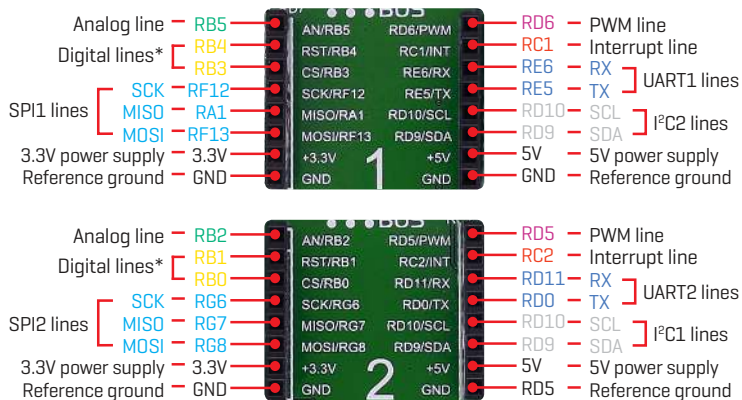 BUS
Analog line – RB5 AN/RB5 RD6/PWM RD6 – PWM line
Digital lines* RB4 RST/RB4 RC1/INT RC1 – Interrupt line
RB3 CS/RB3 RE6/RX RE6 – RX UART1 lines
SPI1 lines SCK – RF12 SCK/RF12 RE5/TX RE5 – TX
MISO – RA1 MISO/RA1 RD10/SCL RD10 – SCL I²C2 lines
MOSI – RF13 MOSI/RF13 RD9/SDA RD9 – SDA
3.3V power supply – 3.3V +3.3V 1 +5V 5V – 5V power supply
Reference ground – GND GND GND GND – Reference ground
BUS
Analog line – RB2 AN/RB2 RD5/PWM RD5 – PWM line
Digital lines* RB1 RST/RB1 RC2/INT RC2 – Interrupt line
RB0 CS/RB0 RD11/RX RD11 – RX UART2 lines
SPI2 lines SCK – RG6 SCK/RG6 RD0/TX RD0 – TX
MISO – RG7 MISO/RG7 RD10/SCL RD10 – SCL I²C1 lines
MOSI – RG8 MOSI/RG8 RD9/SDA RD9 – SDA
3.3V power supply – 3.3V +3.3V 2 +5V 5V – 5V power supply
Reference ground – GND GND GND RD5 – Reference ground